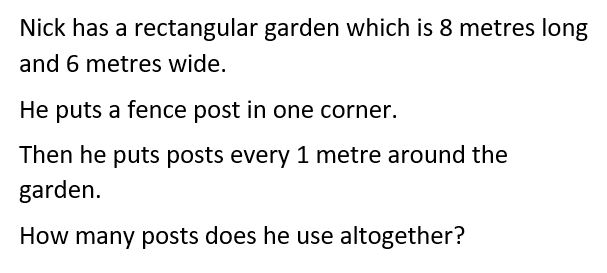 Nick has a rectangular garden which is 8 metres long
and 6 metres wide.
He puts a fence post in one corner.
Then he puts posts every 1 metre around the
garden.
How many posts does he use altogether?